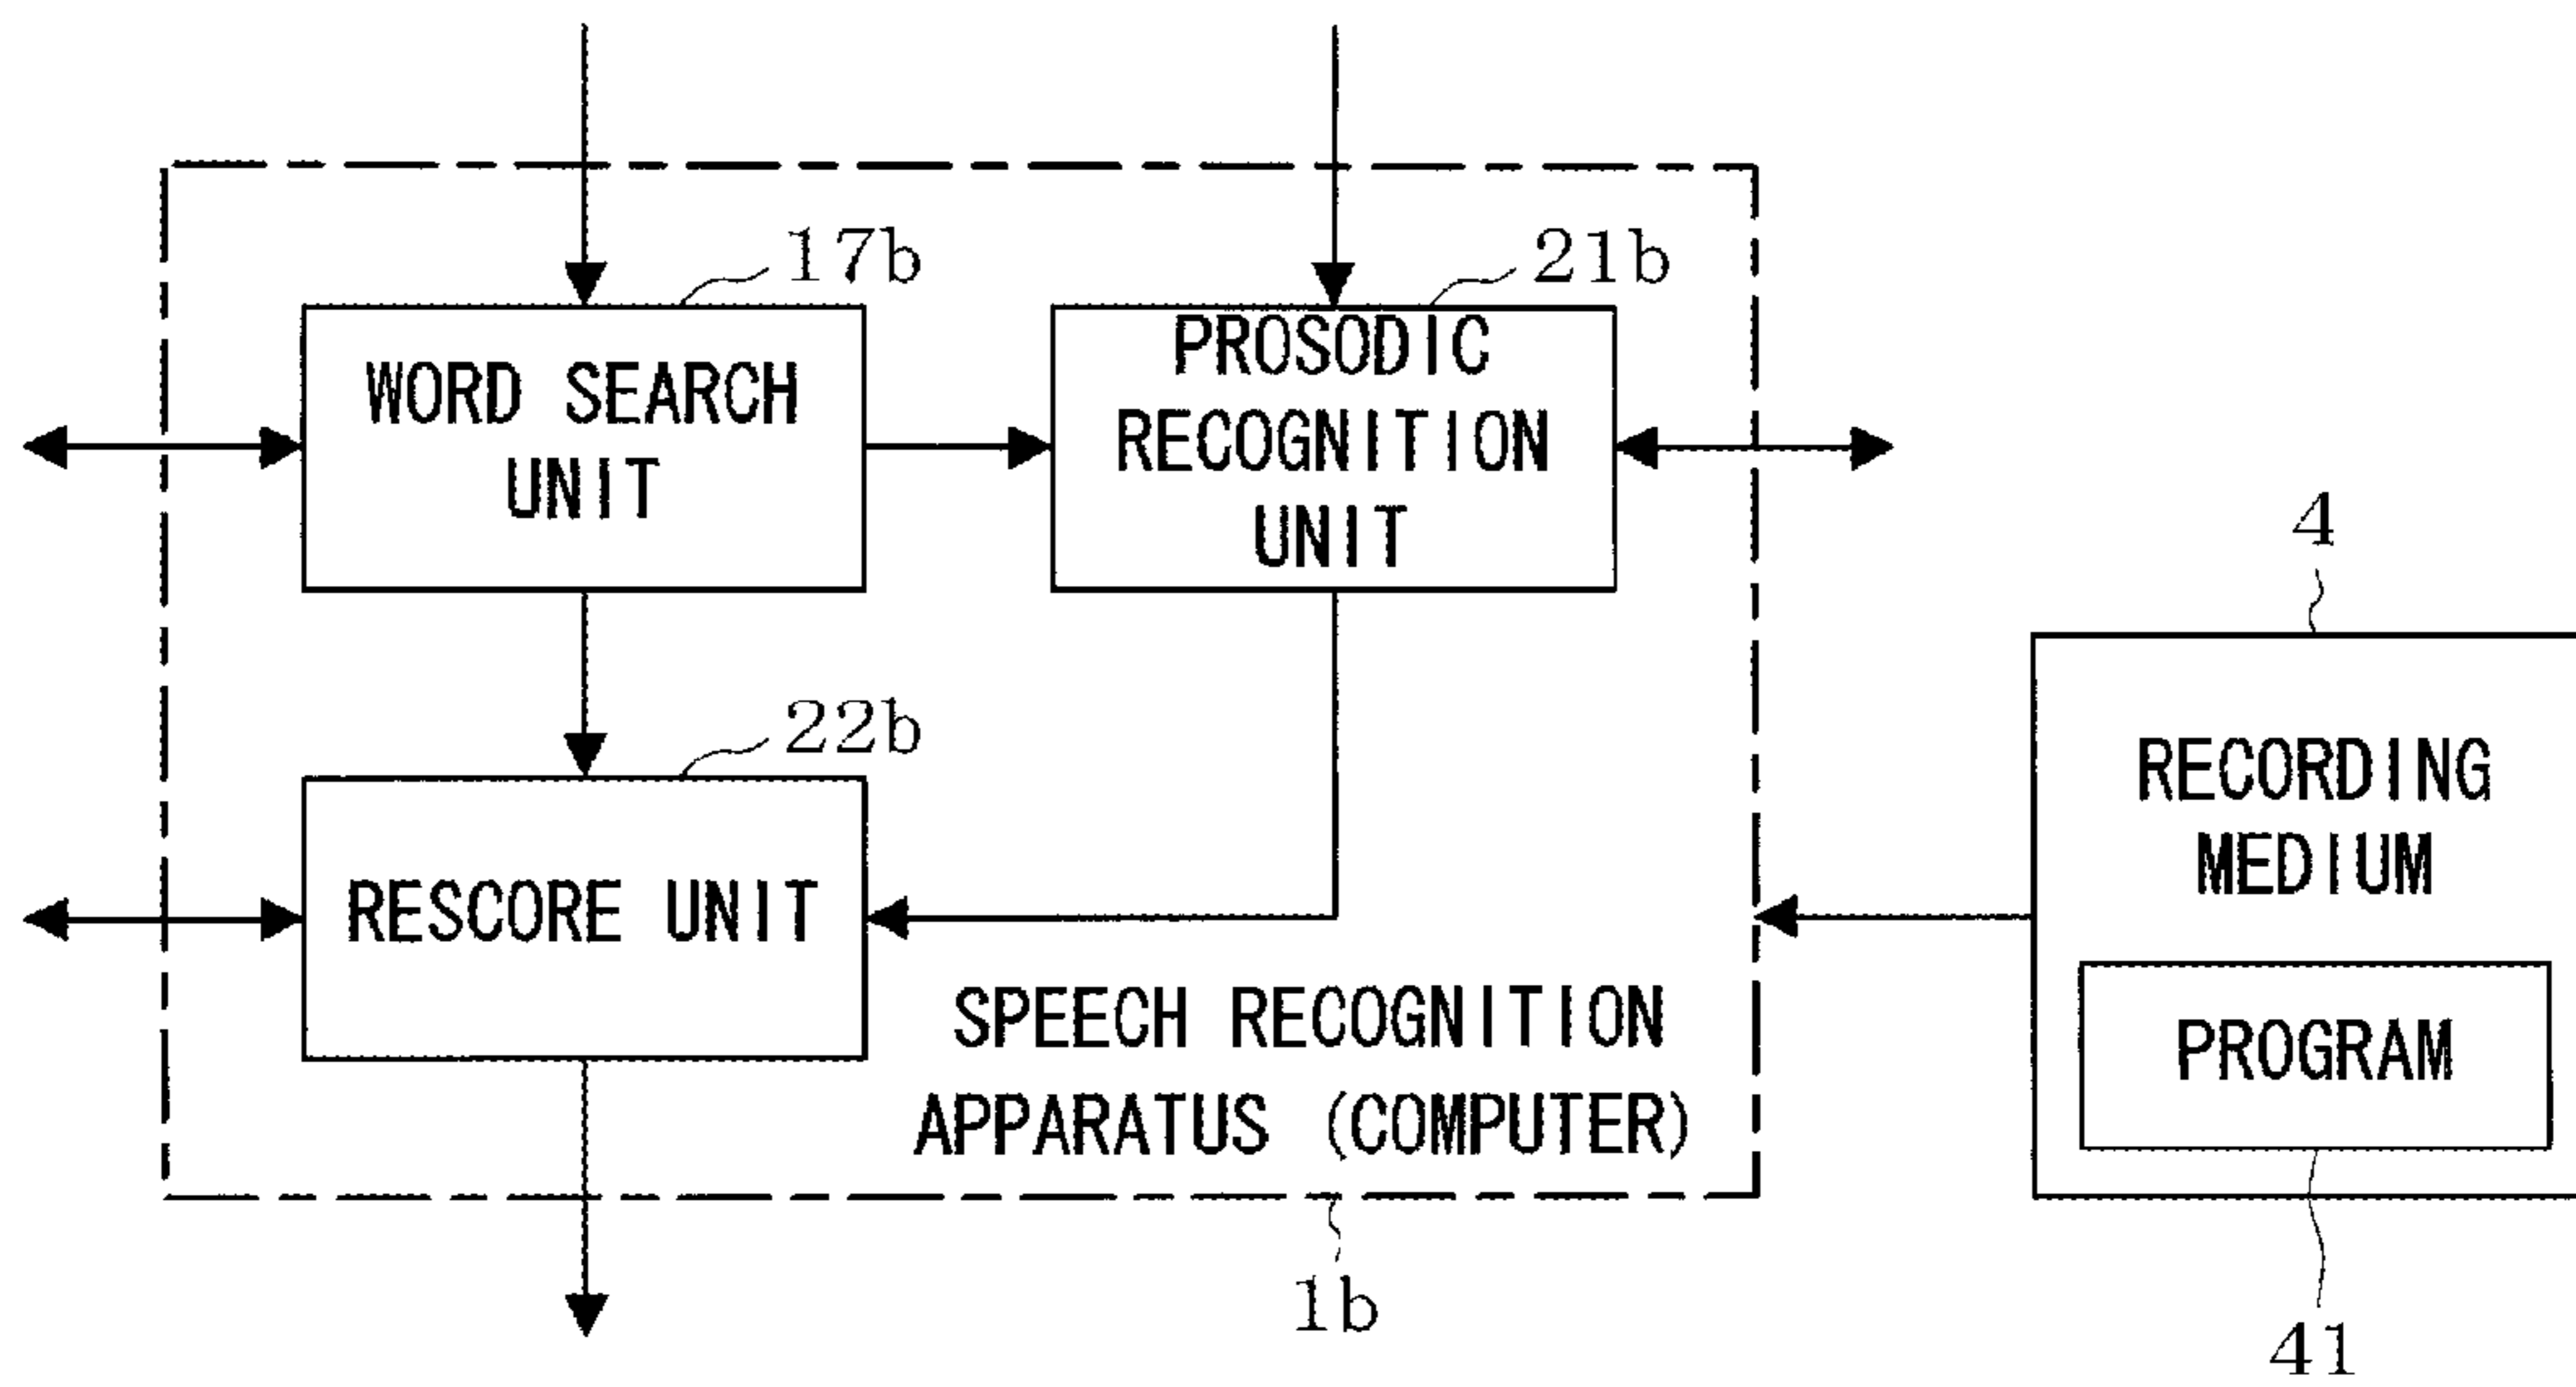 17b
21b
WORD SEARCH
UNIT
PROSODIC
RECOGNITION
UNIT
4
22b
RESCORE UNIT
RECORDING
MEDIUM
PROGRAM
SPEECH RECOGNITION
APPARATUS (COMPUTER)
1b
41